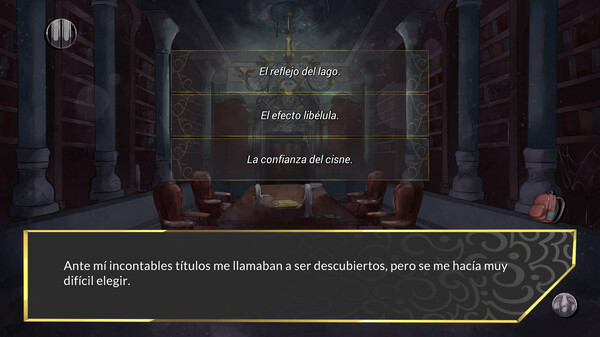 El reflejo del lago.
El efecto libélula.
La confianza del cisne.
Ante mí incontables títulos me llamaban a ser descubiertos, pero se me hacía muy
difícil elegir.